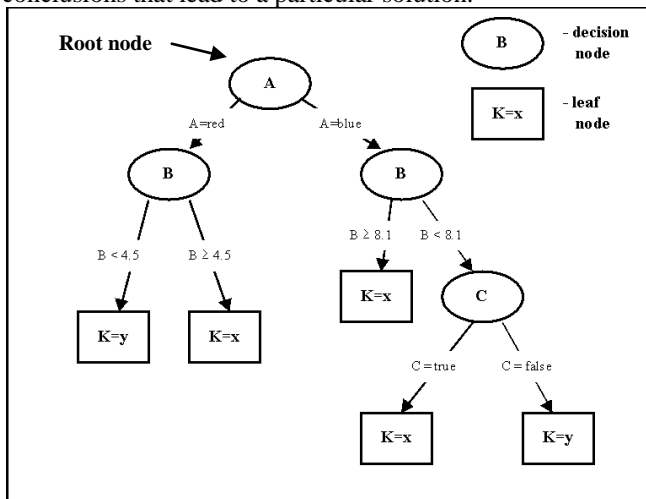 conclusions that lead to a particular solution.
Root node
B
- decision
node
A
K=x
- leaf
node
A=red
A=blue
B
B
B < 4.5
B ≥ 4.5
B ≥ 8.1
B < 8.1
K=y
K=x
K=x
C
C=true
C=false
K=x
K=y